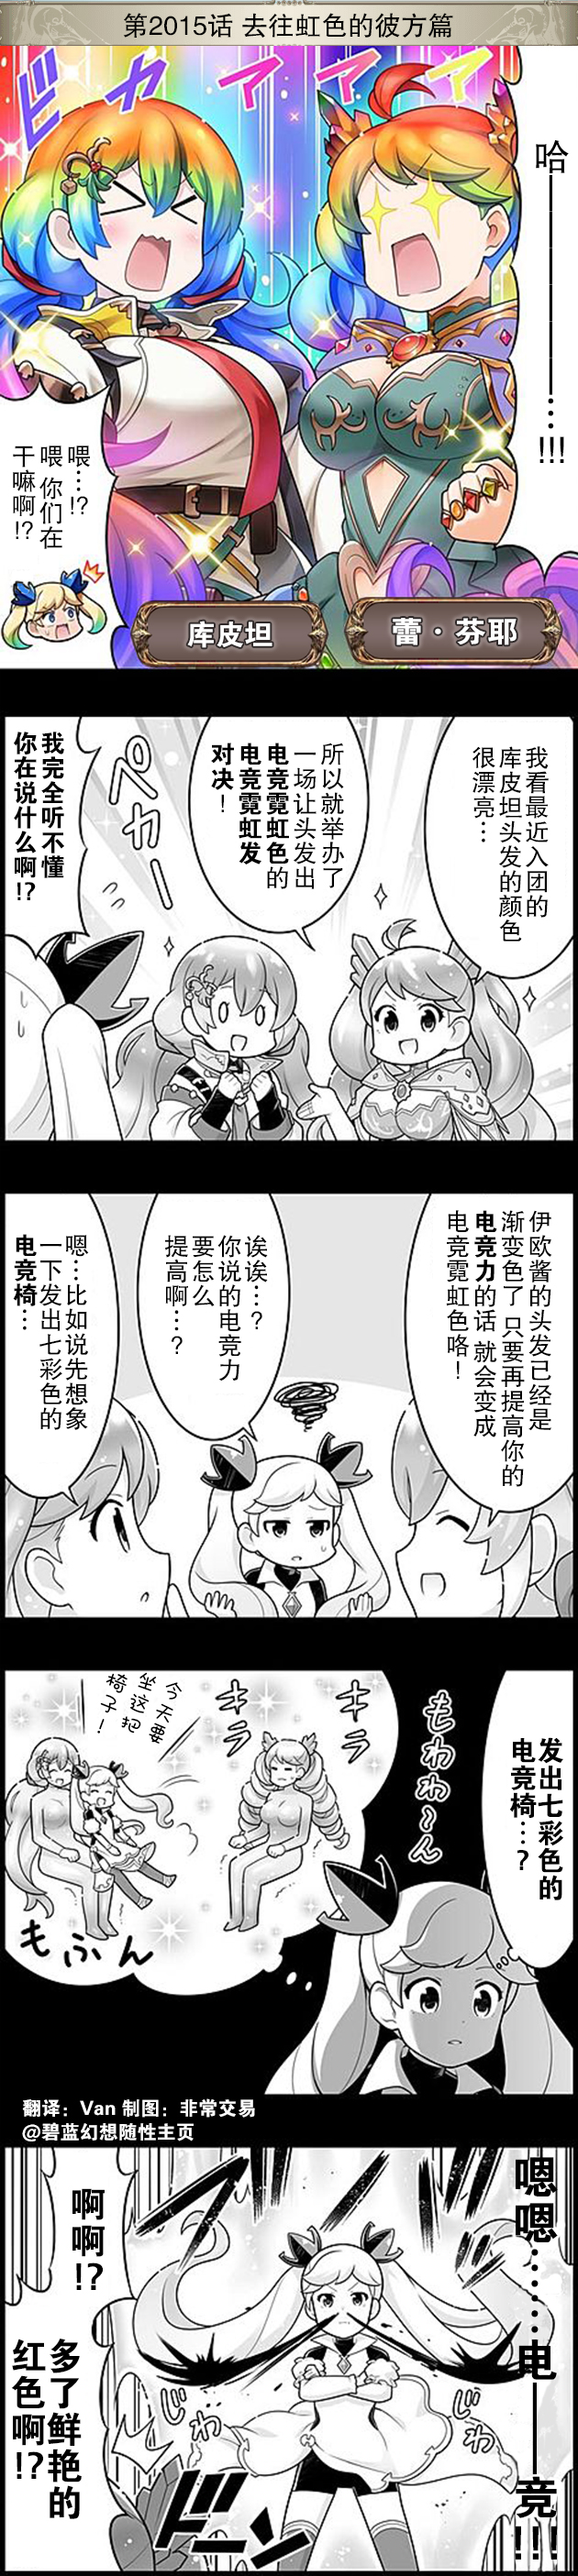 第2015话 去往虹色的彼方篇
哈————————…!!!
ビカァァァ
喂…!?
喂 你们在
干嘛啊!?
库皮坦
蕾·芬耶
我看最近入团的
库皮坦头发的颜色
很漂亮…
所以就举办了
一场让头发出
电竞霓虹色的
电竞霓虹发
对决！
ペカー
我完全听不懂
你在说什么啊!?
伊欧酱的头发已经是
渐变色了 只要再提高你的
电竞力的话 就会变成
电竞霓虹色咯！
诶诶…?
你说的电竞力
要怎么
提高啊…?
嗯…比如说先想象
一下发出七彩色的
电竞椅…
发出七彩色的
电竞椅…?
もわわ～ん
キラ
キラ
今天要
坐这把
椅子！
もふん
翻译：Van 制图：非常交易
@碧蓝幻想随性主页
嗯嗯………电——竞!!!
啊
啊!?
じわ
じわ
多了鲜艳的
红色啊!?
ドーン